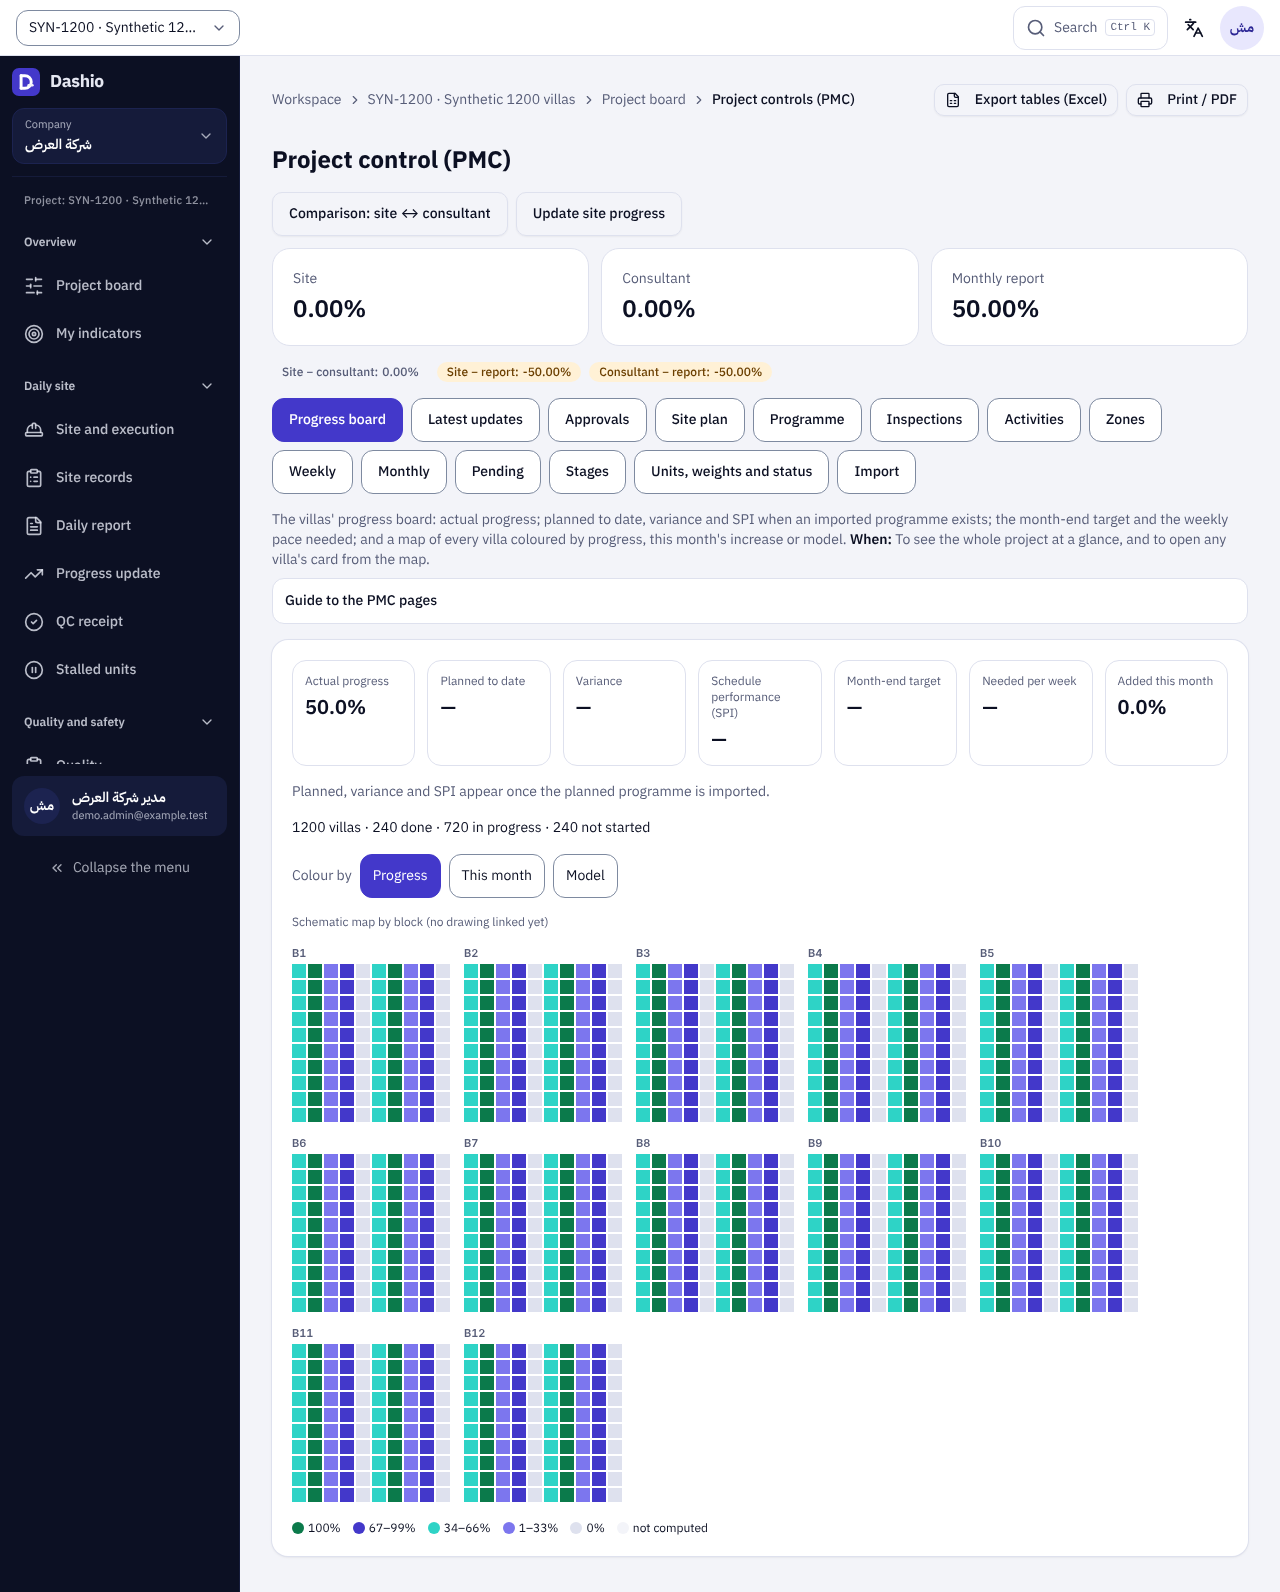 SYN-1200 · Synthetic 12...
Search Ctrl K
مش
Dashio
Company
شركة العرض
Project: SYN-1200 · Synthetic 12...
Overview
Project board
My indicators
Daily site
Site and execution
Site records
Daily report
Progress update
QC receipt
Stalled units
Quality and safety
Quality
مش
مدير شركة العرض
demo.admin@example.test
Collapse the menu
Workspace > SYN-1200 · Synthetic 1200 villas > Project board > Project controls (PMC)
Export tables (Excel)
Print / PDF
Project control (PMC)
Comparison: site ↔ consultant
Update site progress
Site
0.00%
Consultant
0.00%
Monthly report
50.00%
Site – consultant: 0.00%
Site – report: -50.00%
Consultant – report: -50.00%
Progress board
Latest updates
Approvals
Site plan
Programme
Inspections
Activities
Zones
Weekly
Monthly
Pending
Stages
Units, weights and status
Import
The villas' progress board: actual progress; planned to date, variance and SPI when an imported programme exists; the month-end target and the weekly
pace needed; and a map of every villa coloured by progress, this month's increase or model. When: To see the whole project at a glance, and to open any
villa's card from the map.
Guide to the PMC pages
Actual progress
50.0%
Planned to date
—
Variance
—
Schedule
performance
(SPI)
—
Month-end target
—
Needed per week
—
Added this month
0.0%
Planned, variance and SPI appear once the planned programme is imported.
1200 villas · 240 done · 720 in progress · 240 not started
Colour by
Progress
This month
Model
Schematic map by block (no drawing linked yet)
B1
B2
B3
B4
B5
B6
B7
B8
B9
B10
B11
B12
100%
67–99%
34–66%
1–33%
0%
not computed